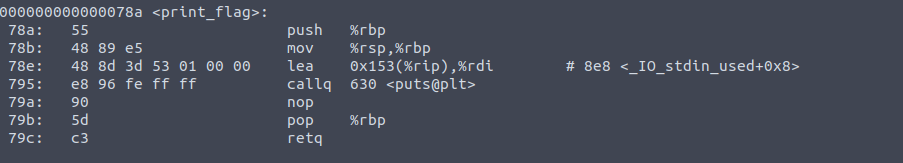 000000000000078a <print_flag>:
 78a:   55                      push   %rbp
 78b:   48 89 e5                mov    %rsp,%rbp
 78e:   48 8d 3d 53 01 00 00    lea    0x153(%rip),%rdi        # 8e8 <_IO_stdin_used+0x8>
 795:   e8 96 fe ff ff          callq  630 <puts@plt>
 79a:   90                      nop
 79b:   5d                      pop    %rbp
 79c:   c3                      retq